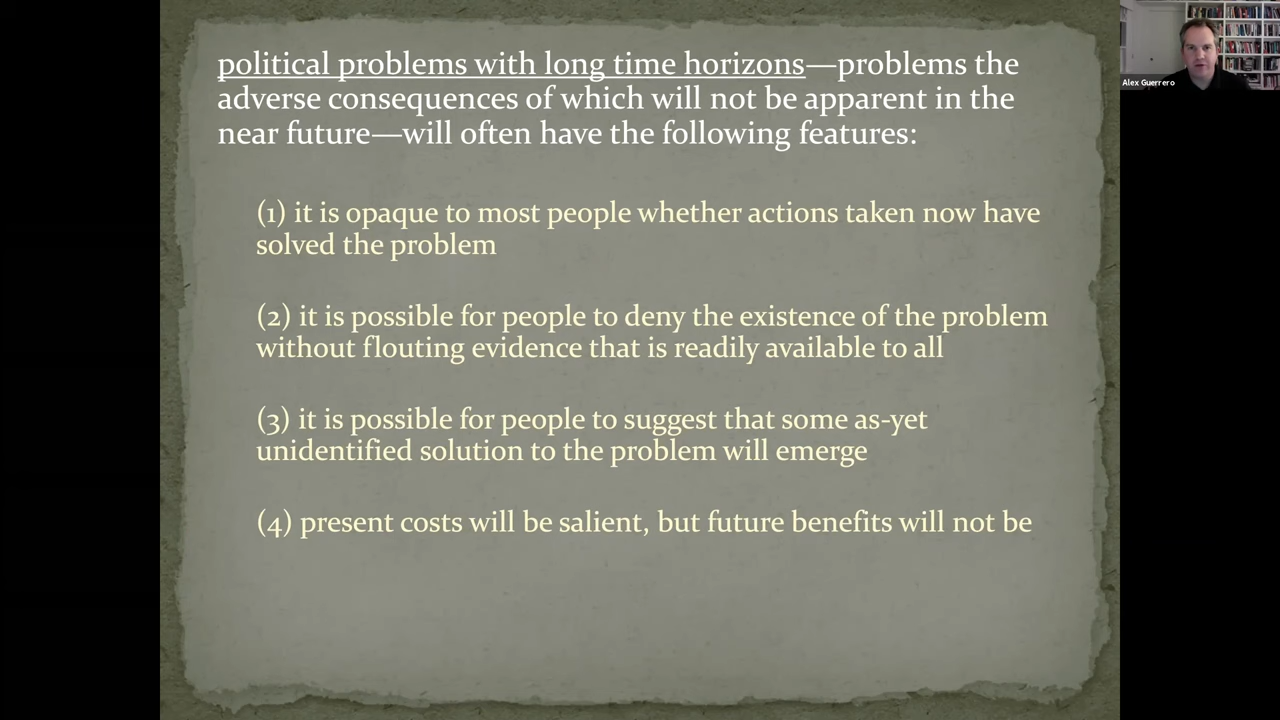 political problems with long time horizons—problems the
adverse consequences of which will not be apparent in the
near future—will often have the following features:
(1) it is opaque to most people whether actions taken now have
solved the problem
(2) it is possible for people to deny the existence of the problem
without flouting evidence that is readily available to all
(3) it is possible for people to suggest that some as-yet
unidentified solution to the problem will emerge
(4) present costs will be salient, but future benefits will not be
Alex Guerrero